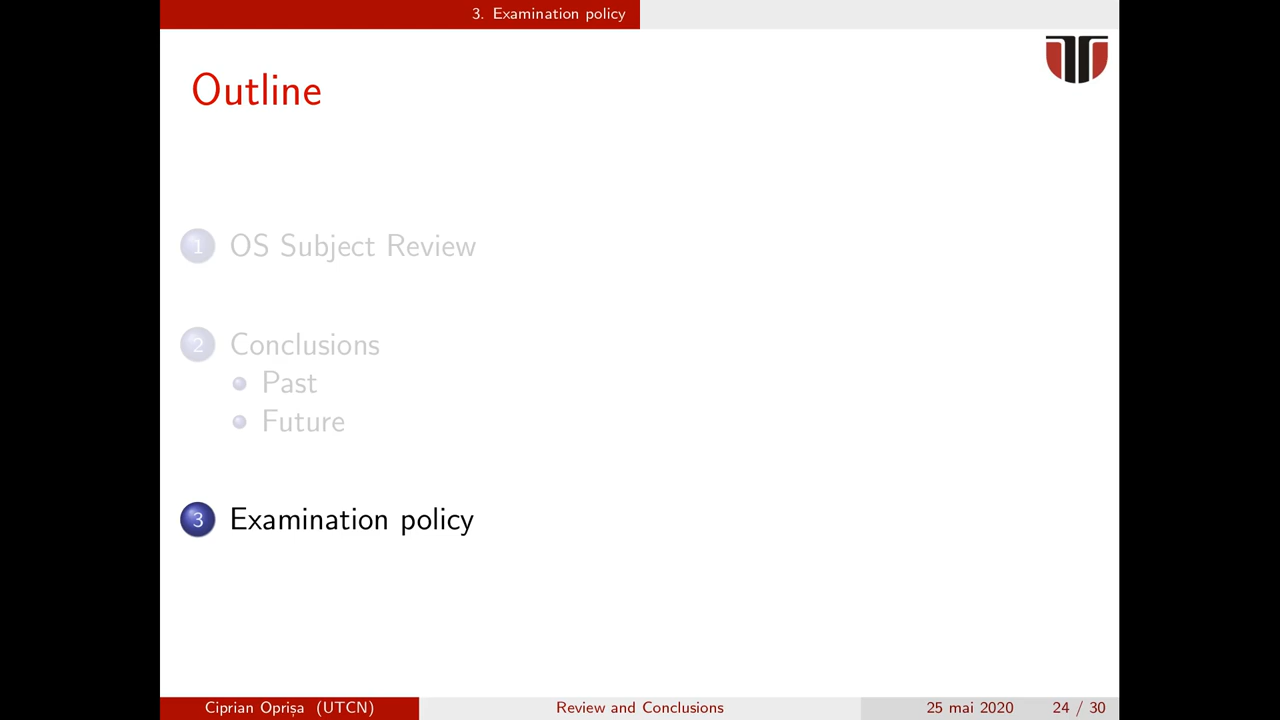 3. Examination policy
Outline
1 OS Subject Review
2 Conclusions
Past
Future
3 Examination policy
Ciprian Oprișa (UTCN)
Review and Conclusions
25 mai 2020
24 / 30